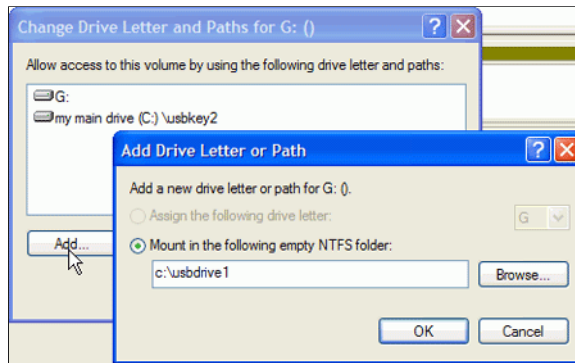 Change Drive Letter and Paths for G: ()
Allow access to this volume by using the following drive letter and paths:
G:
my main drive (C:) \usbkey2
Add...
Add Drive Letter or Path
Add a new drive letter or path for G: ().
Assign the following drive letter:
G
Mount in the following empty NTFS folder:
c:\usbdrive1
Browse...
OK
Cancel